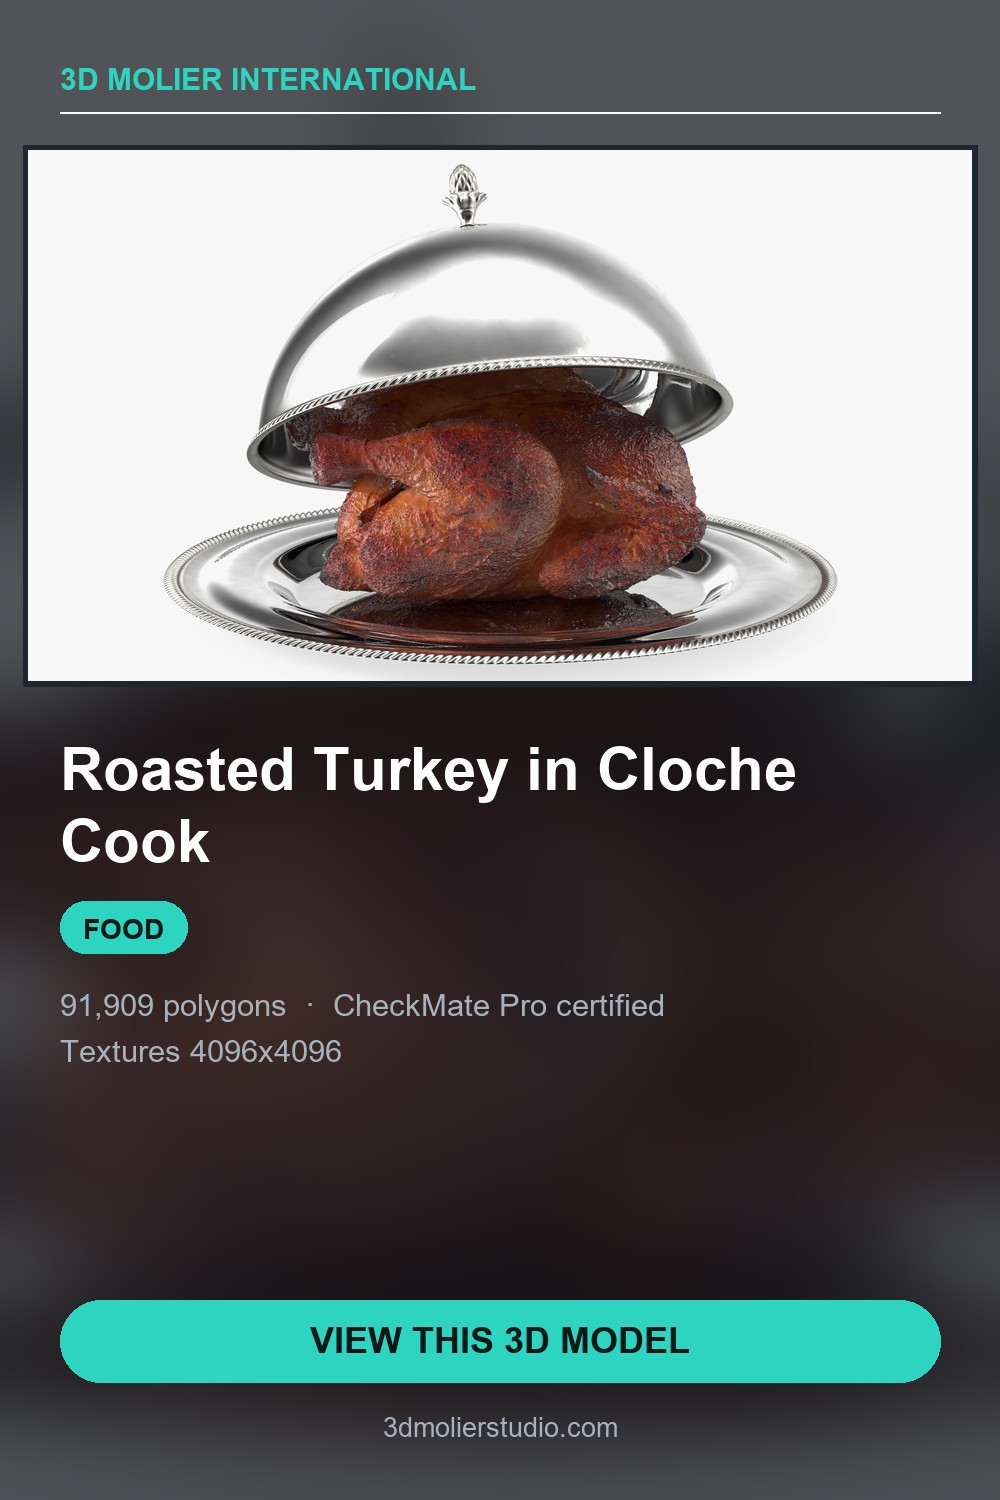 3D MOLIER INTERNATIONAL
Roasted Turkey in Cloche
Cook
FOOD
91,909 polygons · CheckMate Pro certified
Textures 4096x4096
VIEW THIS 3D MODEL
3dmolierstudio.com